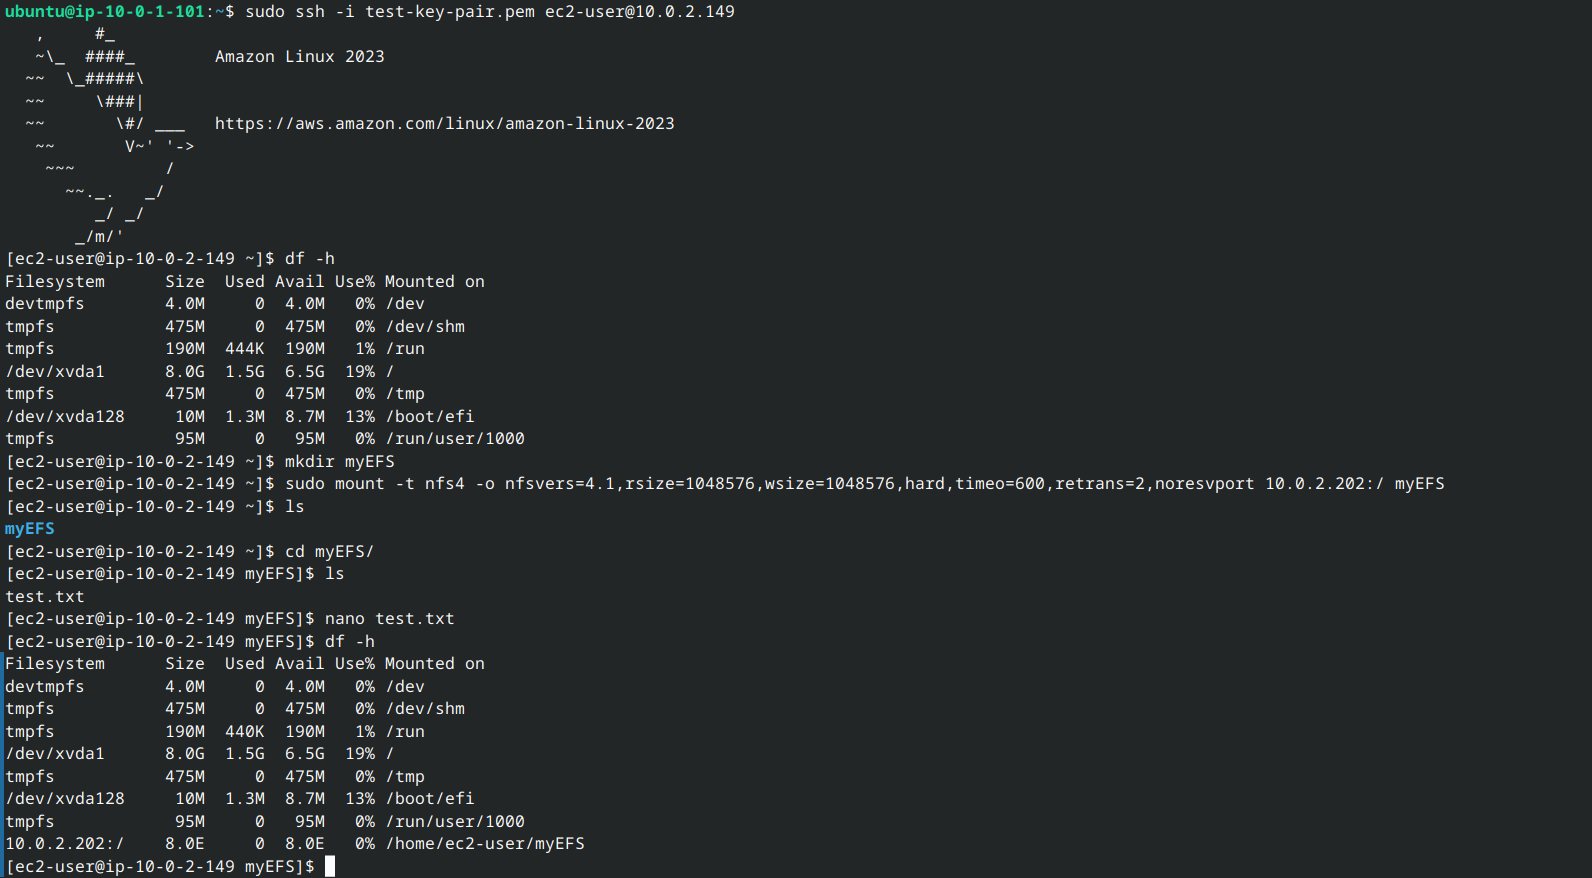 ubuntu@ip-10-0-1-101:~$ sudo ssh -i test-key-pair.pem ec2-user@10.0.2.149
   ,     #_
   ~\_  ####_        Amazon Linux 2023
  ~~  \_#####\
  ~~     \###|
  ~~       \#/ ___   https://aws.amazon.com/linux/amazon-linux-2023
   ~~       V~' '->
    ~~~         /
      ~~._.   _/
         _/ _/
       _/m/'
[ec2-user@ip-10-0-2-149 ~]$ df -h
Filesystem      Size  Used Avail Use% Mounted on
devtmpfs        4.0M     0  4.0M   0% /dev
tmpfs           475M     0  475M   0% /dev/shm
tmpfs           190M  444K  190M   1% /run
/dev/xvda1      8.0G  1.5G  6.5G  19% /
tmpfs           475M     0  475M   0% /tmp
/dev/xvda128     10M  1.3M  8.7M  13% /boot/efi
tmpfs            95M     0   95M   0% /run/user/1000
[ec2-user@ip-10-0-2-149 ~]$ mkdir myEFS
[ec2-user@ip-10-0-2-149 ~]$ sudo mount -t nfs4 -o nfsvers=4.1,rsize=1048576,wsize=1048576,hard,timeo=600,retrans=2,noresvport 10.0.2.202:/ myEFS
[ec2-user@ip-10-0-2-149 ~]$ ls
myEFS
[ec2-user@ip-10-0-2-149 ~]$ cd myEFS/
[ec2-user@ip-10-0-2-149 myEFS]$ ls
test.txt
[ec2-user@ip-10-0-2-149 myEFS]$ nano test.txt
[ec2-user@ip-10-0-2-149 myEFS]$ df -h
Filesystem      Size  Used Avail Use% Mounted on
devtmpfs        4.0M     0  4.0M   0% /dev
tmpfs           475M     0  475M   0% /dev/shm
tmpfs           190M  440K  190M   1% /run
/dev/xvda1      8.0G  1.5G  6.5G  19% /
tmpfs           475M     0  475M   0% /tmp
/dev/xvda128     10M  1.3M  8.7M  13% /boot/efi
tmpfs            95M     0   95M   0% /run/user/1000
10.0.2.202:/    8.0E     0  8.0E   0% /home/ec2-user/myEFS
[ec2-user@ip-10-0-2-149 myEFS]$